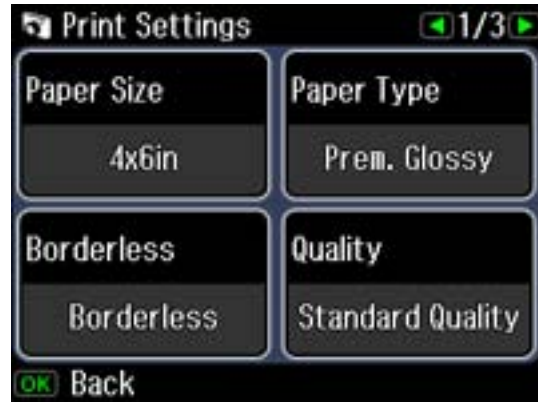 Print Settings 1/3
Paper Size
4x6in
Paper Type
Prem. Glossy
Borderless
Borderless
Quality
Standard Quality
OK Back